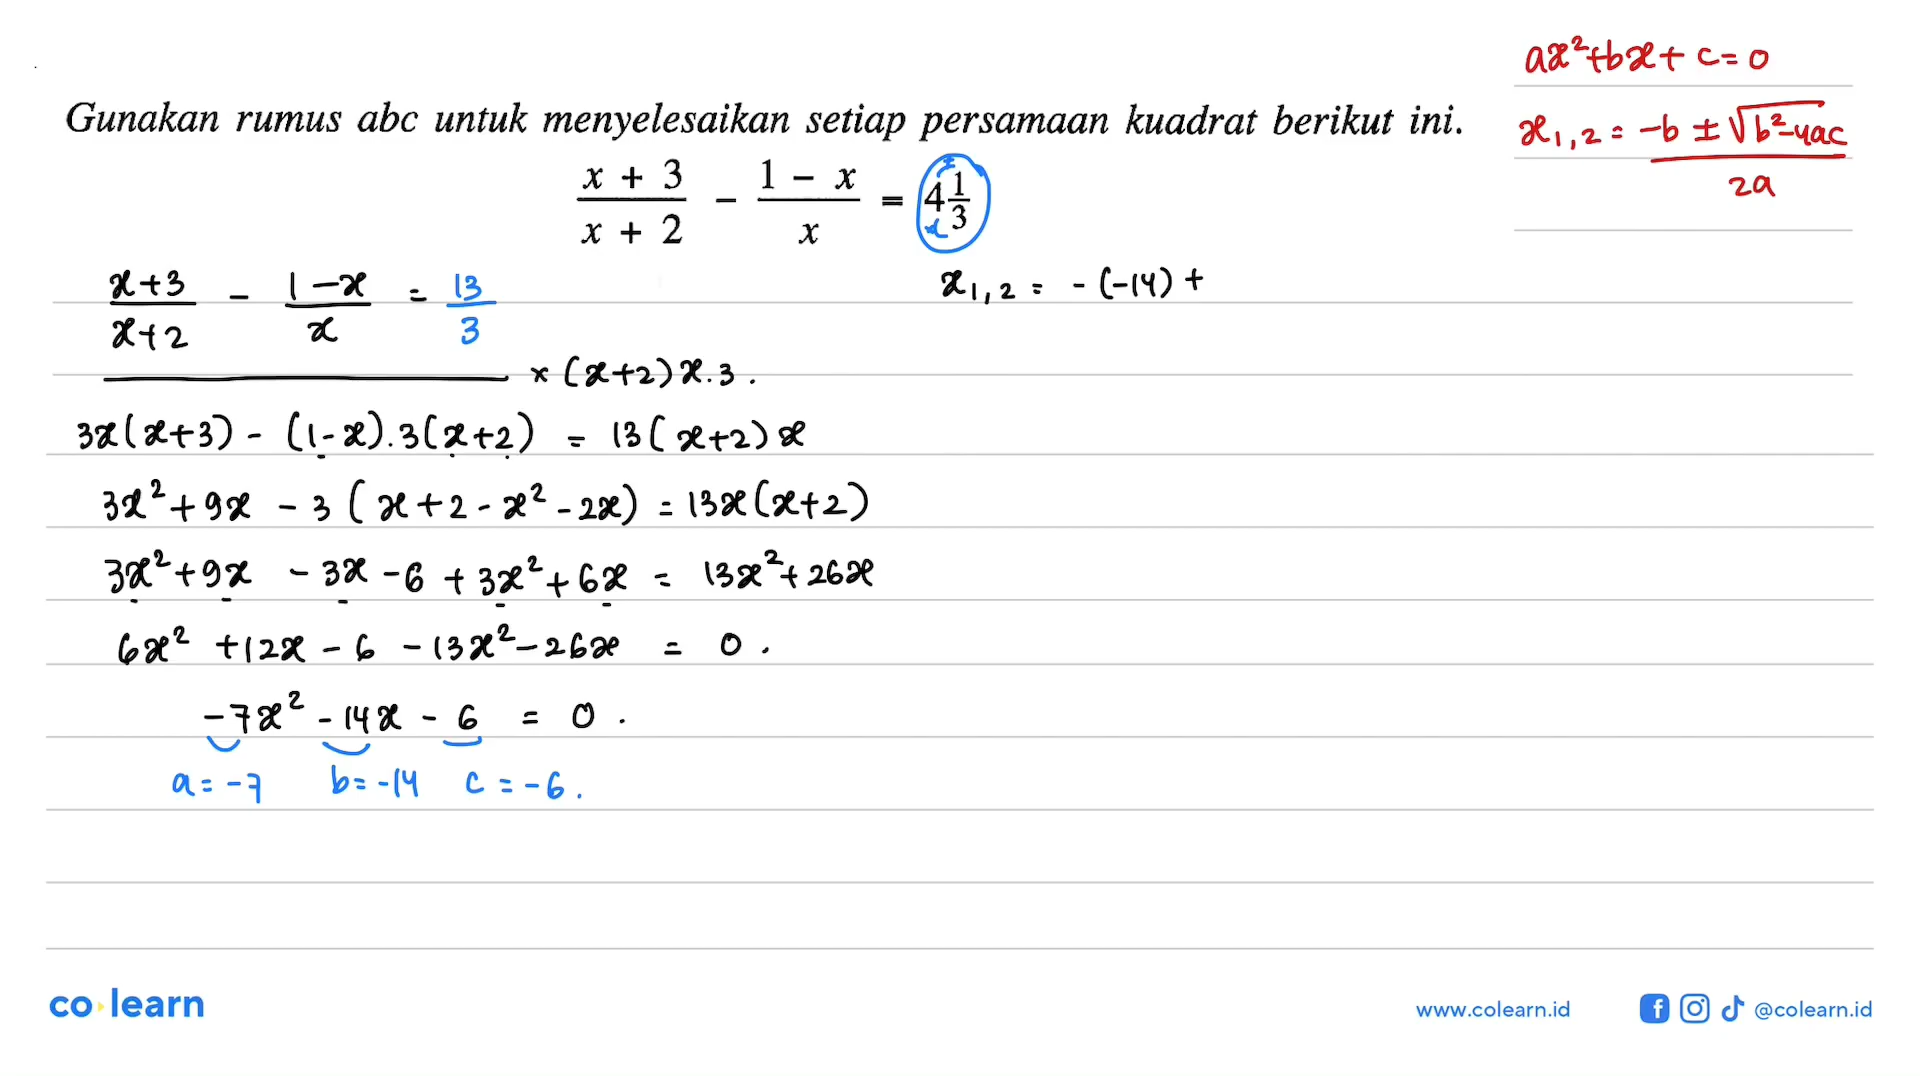 ax²+bx+c=0
Gunakan rumus abc untuk menyelesaikan setiap persamaan kuadrat berikut ini.
x₁,₂ = (-b ± √(b²-4ac))/2a
(x + 3)/(x + 2) - (1 - x)/x = 4 1/3
+
x
(x+3)/(x+2) - (1-x)/x = 13/3
x₁,₂ = -(-14) +
× (x+2)x.3.
3x(x+3) - (1-x).3(x+2) = 13(x+2)x
3x²+9x - 3(x+2-x²-2x) = 13x(x+2)
3x²+9x - 3x - 6 + 3x²+6x = 13x²+26x
6x² +12x - 6 - 13x²-26x = 0.
-7x² - 14x - 6 = 0.
a = -7 b = -14 c = -6.
co learn
www.colearn.id
@colearn.id